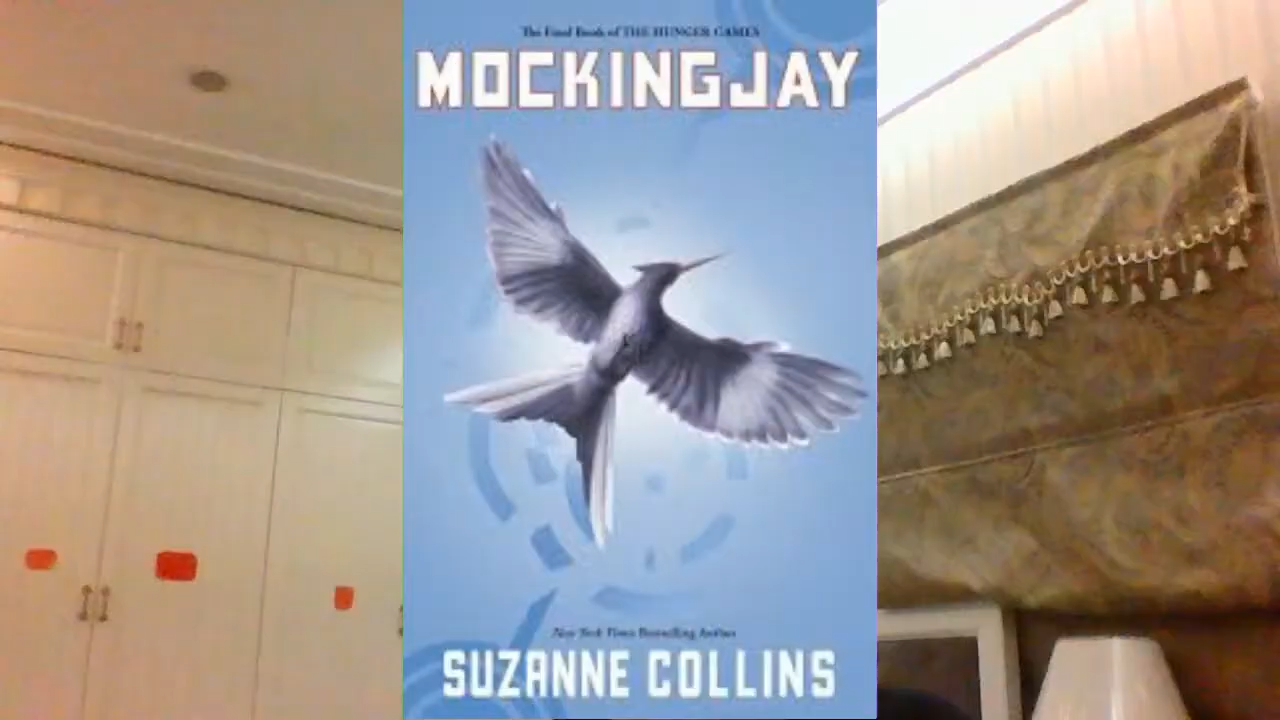 The Final Book of THE HUNGER GAMES
MOCKINGJAY
New York Times Bestselling Author
SUZANNE COLLINS